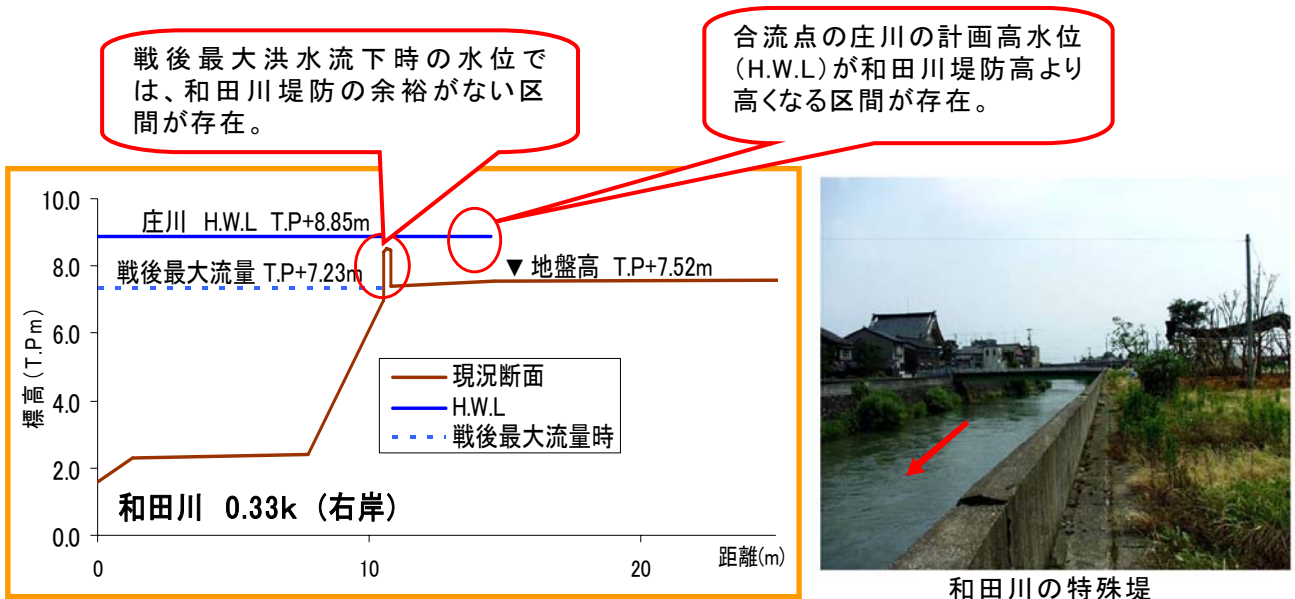 戦後最大洪水流下時の水位で
は、和田川堤防の余裕がない区
間が存在。
合流点の庄川の計画高水位
(H.W.L)が和田川堤防高より
高くなる区間が存在。
標高(T.Pm)
10.0
8.0
6.0
4.0
2.0
0.0
庄川 H.W.L T.P+8.85m
戦後最大流量 T.P+7.23m
▼ 地盤高 T.P+7.52m
現況断面
H.W.L
戦後最大流量時
和田川 0.33k (右岸)
0
10
20
距離(m)
和田川の特殊堤